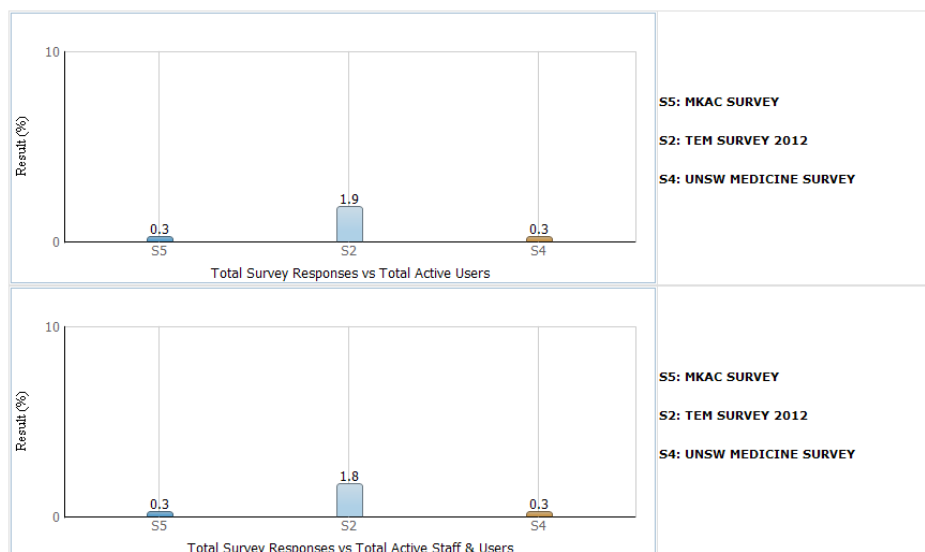 10
Result (%)
0.3
1.9
0.3
0
S5
S2
S4
Total Survey Responses vs Total Active Users
S5: MKAC SURVEY
S2: TEM SURVEY 2012
S4: UNSW MEDICINE SURVEY
10
Result (%)
0.3
1.8
0.3
0
S5
S2
S4
Total Survey Responses vs Total Active Staff & Users
S5: MKAC SURVEY
S2: TEM SURVEY 2012
S4: UNSW MEDICINE SURVEY